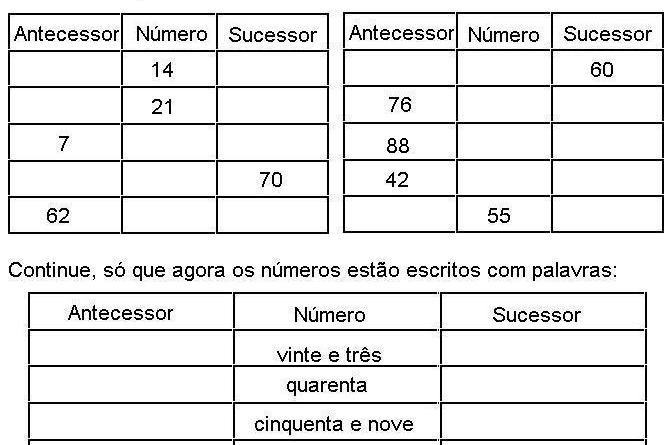 Antecessor Número Sucessor
14
21
7
70
62
Antecessor Número Sucessor
60
76
88
42
55
Continue, só que agora os números estão escritos com palavras:
Antecessor Número Sucessor
vinte e três
quarenta
cinquenta e nove